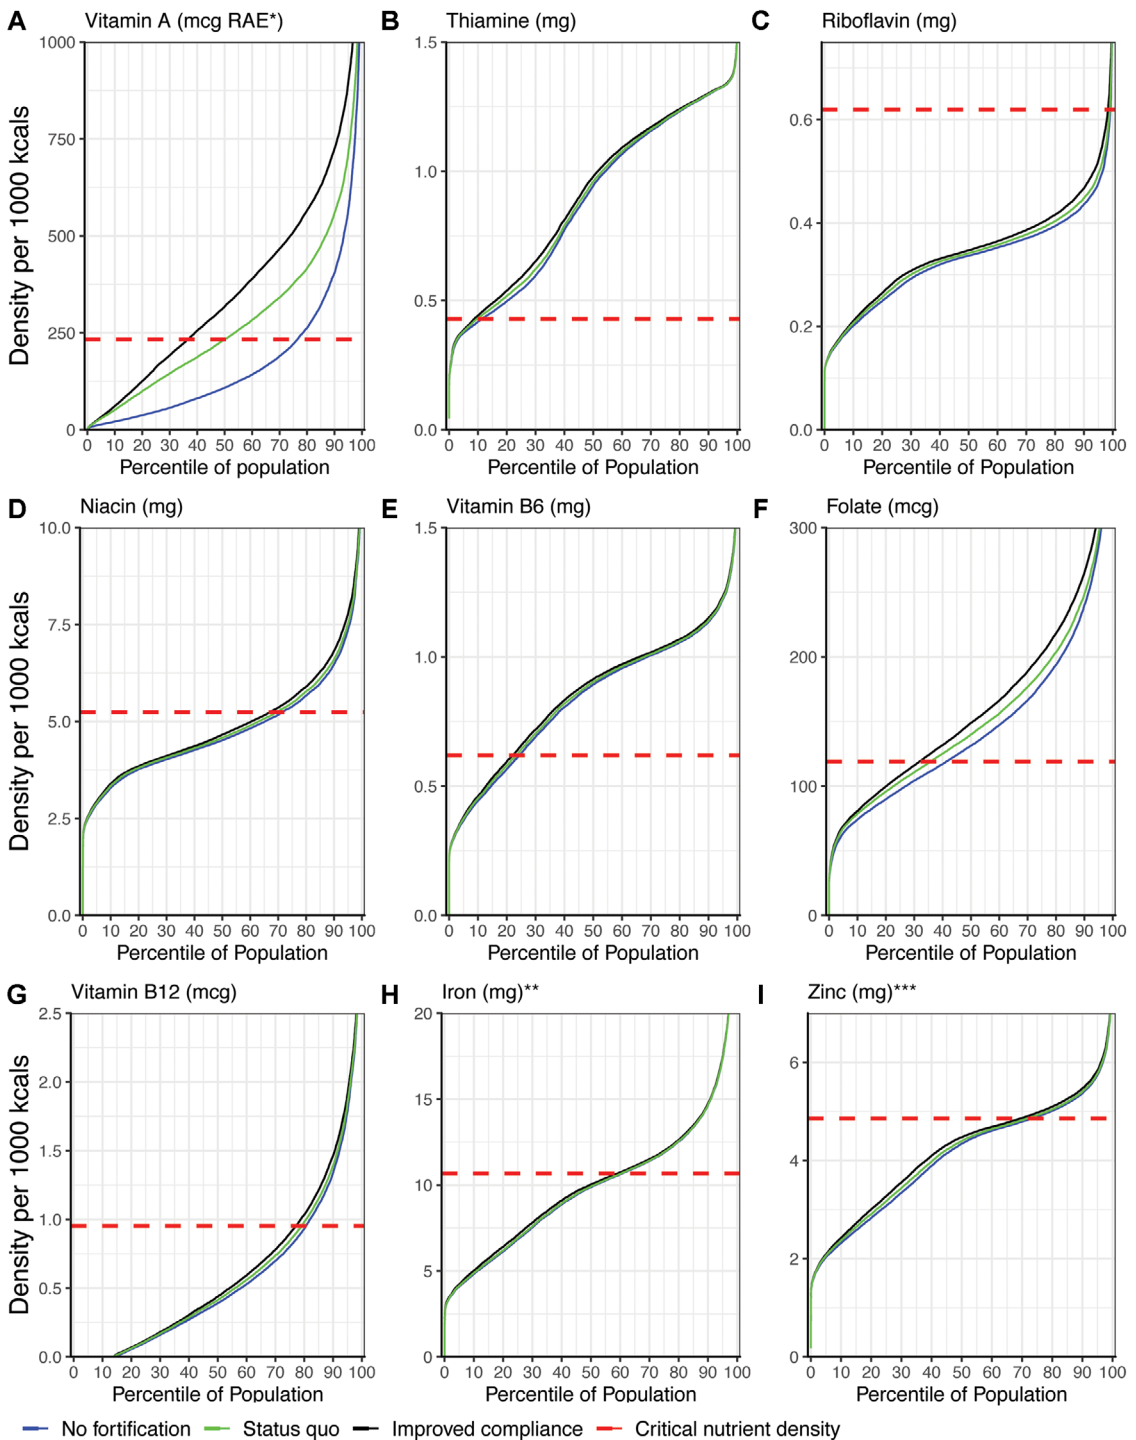 A Vitamin A (mcg RAE*)
Density per 1000 kcals
1000
750
500
250
0
0 10 20 30 40 50 60 70 80 90 100
Percentile of population
B Thiamine (mg)
1.5
1.0
0.5
0.0
0 10 20 30 40 50 60 70 80 90 100
Percentile of Population
C Riboflavin (mg)
0.6
0.4
0.2
0.0
0 10 20 30 40 50 60 70 80 90 100
Percentile of Population
D Niacin (mg)
Density per 1000 kcals
10.0
7.5
5.0
2.5
0.0
0 10 20 30 40 50 60 70 80 90 100
Percentile of Population
E Vitamin B6 (mg)
1.5
1.0
0.5
0.0
0 10 20 30 40 50 60 70 80 90 100
Percentile of Population
F Folate (mcg)
300
200
100
0
0 10 20 30 40 50 60 70 80 90 100
Percentile of Population
G Vitamin B12 (mcg)
Density per 1000 kcals
2.5
2.0
1.5
1.0
0.5
0.0
0 10 20 30 40 50 60 70 80 90 100
Percentile of Population
H Iron (mg)**
20
15
10
5
0
0 10 20 30 40 50 60 70 80 90 100
Percentile of Population
I Zinc (mg)***
6
4
2
0
0 10 20 30 40 50 60 70 80 90 100
Percentile of Population
No fortification Status quo Improved compliance Critical nutrient density